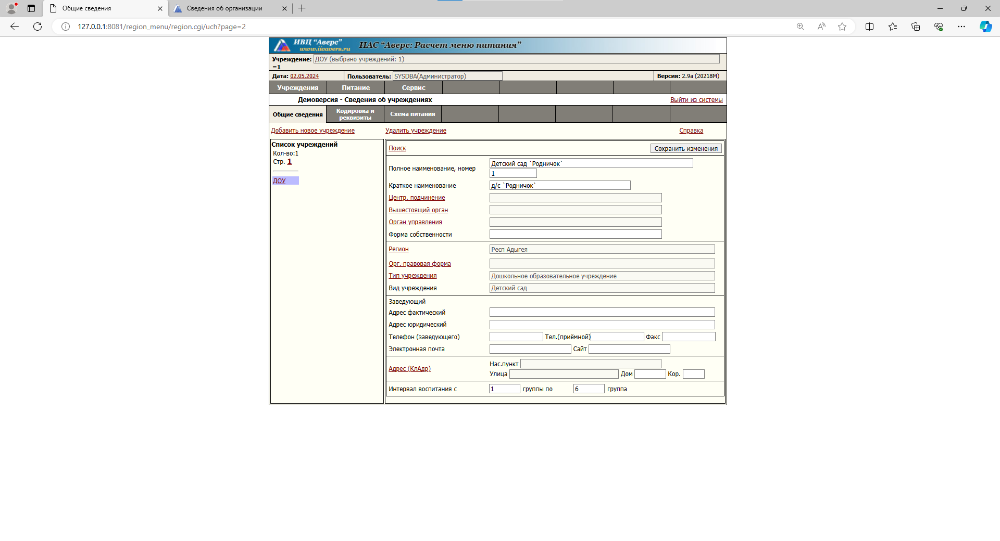 Общие сведения
Сведения об организации
127.0.0.1:8081/region_menu/region.cgi/uch?page=2
ИВЦ “Аверс”
www.iicavers.ru
ИАС “Аверс: Расчет меню питания”
Учреждение: ДОУ (выбрано учреждений: 1)
=1
Дата: 02.05.2024 Пользователь: SYSDBA(Администратор) Версия: 2.9a (20218M)
Учреждения Питание Сервис
Демоверсия - Сведения об учреждениях Выйти из системы
Общие сведения Кодировка и реквизиты Схема питания
Добавить новое учреждение Удалить учреждение Справка
Список учреждений
Кол-во:1
Стр. 1
ДОУ
Поиск Сохранить изменения
Полное наименование, номер Детский сад `Родничок`
1
Краткое наименование д/с `Родничок`
Центр. подчинение
Вышестоящий орган
Орган управления
Форма собственности
Регион Респ Адыгея
Орг.-правовая форма
Тип учреждения Дошкольное образовательное учреждение
Вид учреждения Детский сад
Заведующий
Адрес фактический
Адрес юридический
Телефон (заведующего) Тел.(приёмной) Факс
Электронная почта Сайт
Адрес (КлАдр) Нас.пункт
Улица Дом Кор.
Интервал воспитания с 1 группы по 6 группа